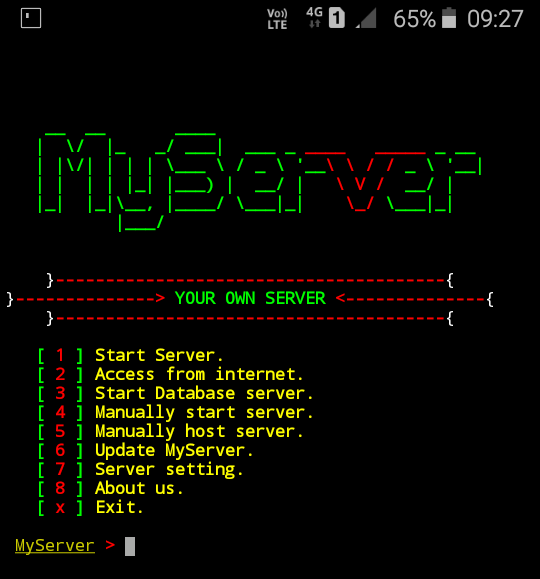 Vo)) LTE 4G 1 65% 09:27
MyServer
}---------------------------------------{
}--------------> YOUR OWN SERVER <--------------{
}---------------------------------------{
[ 1 ] Start Server.
[ 2 ] Access from internet.
[ 3 ] Start Database server.
[ 4 ] Manually start server.
[ 5 ] Manually host server.
[ 6 ] Update MyServer.
[ 7 ] Server setting.
[ 8 ] About us.
[ x ] Exit.
MyServer >